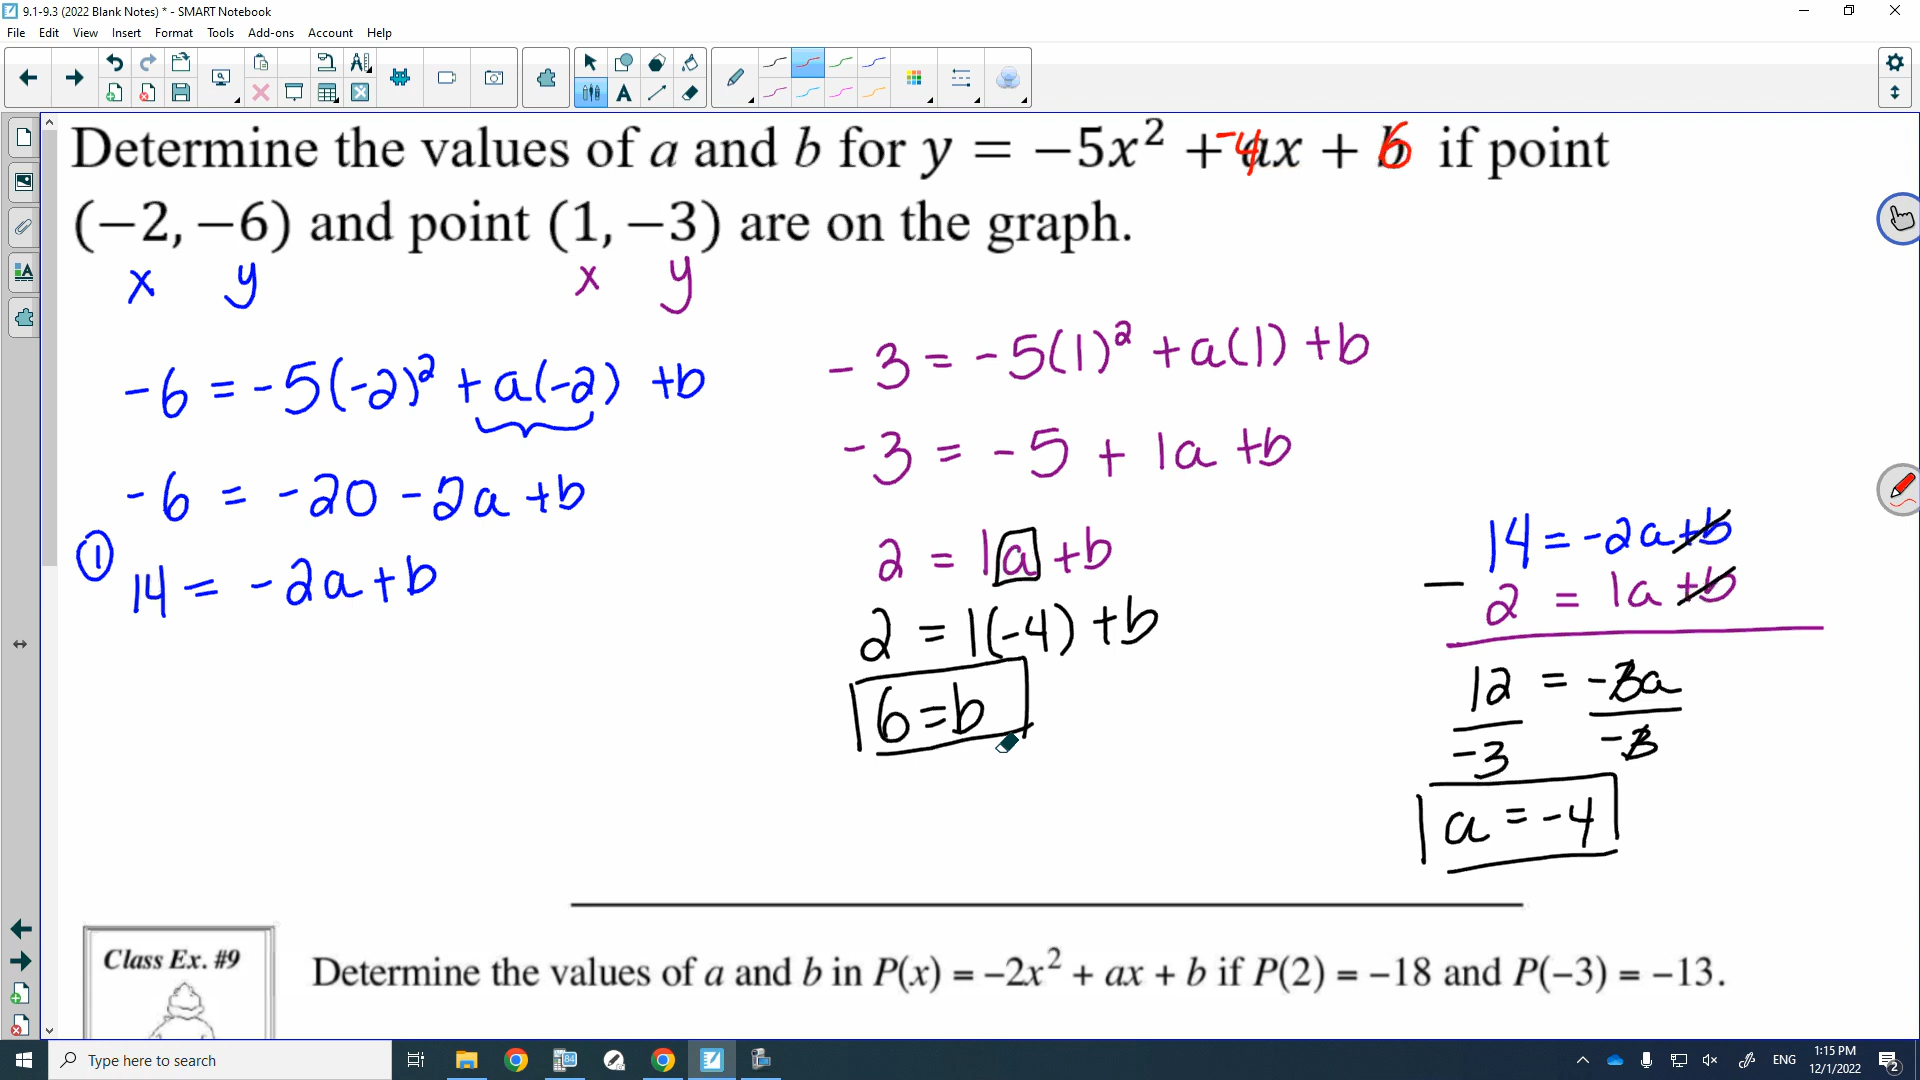 9.1-9.3 (2022 Blank Notes) * - SMART Notebook
File Edit View Insert Format Tools Add-ons Account Help
Determine the values of a and b for y = −5x² + -4 ax + 6 if point
(−2, −6) and point (1, −3) are on the graph.
x y x y
-6 = -5(-2)² + a(-2) + b
-6 = -20 - 2a + b
① 14 = -2a + b
-3 = -5(1)² + a(1) + b
-3 = -5 + 1a + b
2 = 1a + b
2 = 1(-4) + b
6 = b
14 = -2a + b
- 2 = 1a + b
12 = -3a
-3 -3
a = -4
Class Ex. #9
Determine the values of a and b in P(x) = −2x² + ax + b if P(2) = −18 and P(−3) = −13.
Type here to search
84
ENG
1:15 PM
12/1/2022
2